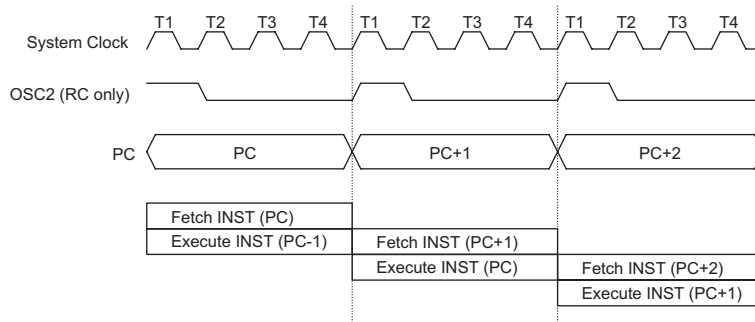 T1 T2 T3 T4 T1 T2 T3 T4 T1 T2 T3 T4
System Clock
OSC2 (RC only)
PC PC PC+1 PC+2
Fetch INST (PC)
Execute INST (PC-1) Fetch INST (PC+1)
Execute INST (PC) Fetch INST (PC+2)
Execute INST (PC+1)